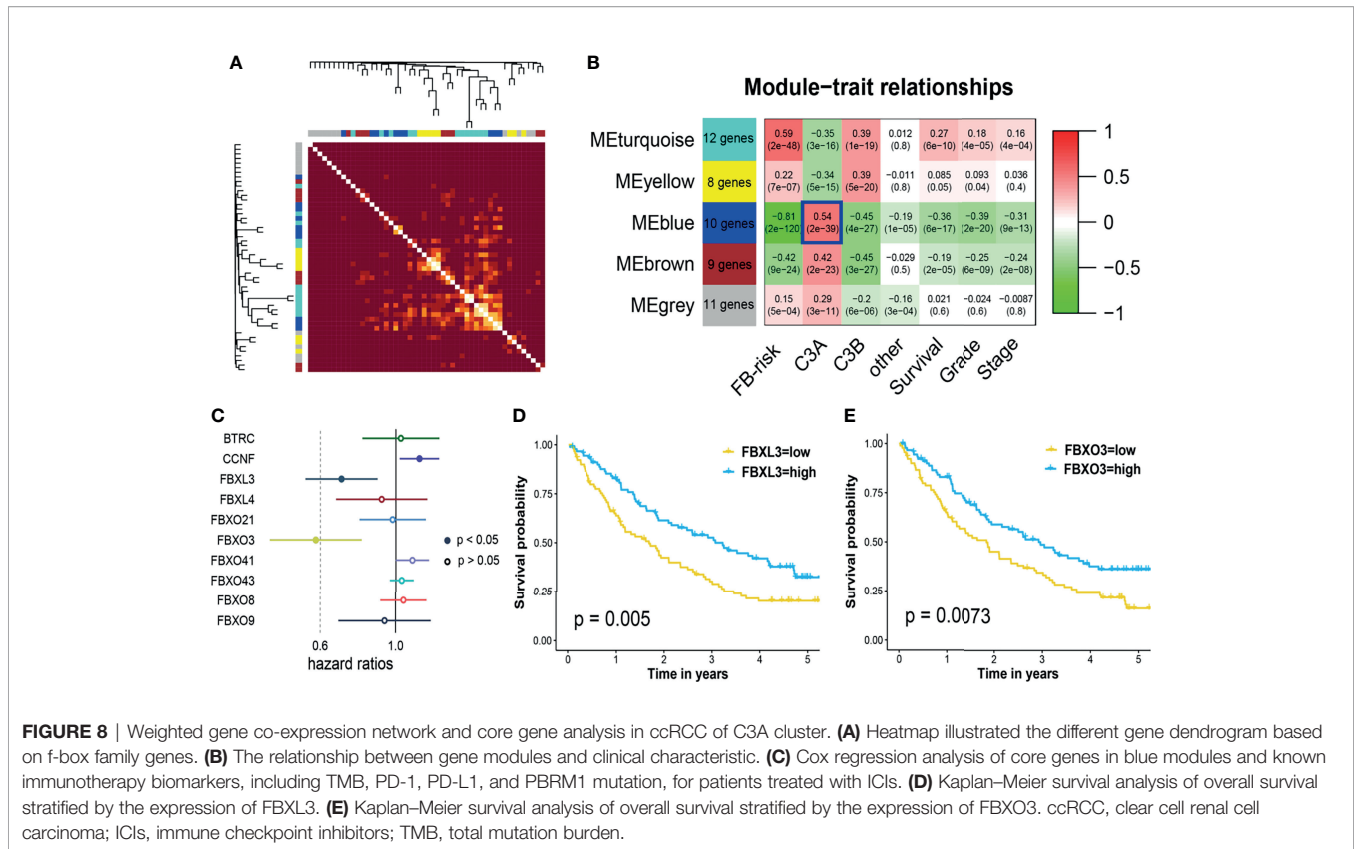 A
B
Module−trait relationships
MEturquoise 12 genes 0.59 −0.35 0.39 0.012 0.27 0.18 0.16
(2e−48) (3e−16) (1e−19) (0.8) (6e−10) (4e−05) (4e−04)
MEyellow 8 genes 0.22 −0.34 0.39 −0.011 0.085 0.093 0.036
(7e−07) (5e−15) (5e−20) (0.8) (0.05) (0.04) (0.4)
MEblue 10 genes −0.81 0.54 −0.45 −0.19 −0.36 −0.39 −0.31
(2e−120) (2e−39) (4e−27) (1e−05) (6e−17) (2e−20) (9e−13)
MEbrown 9 genes −0.42 0.42 −0.45 −0.029 −0.19 −0.25 −0.24
(9e−24) (2e−23) (3e−27) (0.5) (2e−05) (6e−09) (2e−08)
MEgrey 11 genes 0.15 0.29 −0.2 −0.16 0.021 −0.024 −0.0087
(5e−04) (3e−11) (6e−06) (3e−04) (0.6) (0.6) (0.8)
FB-risk C3A C3B other Survival Grade Stage
1
0.5
0
−0.5
−1
C
BTRC
CCNF
FBXL3
FBXL4
FBXO21
FBXO3
FBXO41
FBXO43
FBXO8
FBXO9
p < 0.05
p > 0.05
0.6 1.0
hazard ratios
D
Survival probability
1.00
0.75
0.50
0.25
0.00
FBXL3=low
FBXL3=high
p = 0.005
0 1 2 3 4 5
Time in years
E
Survival probability
1.00
0.75
0.50
0.25
0.00
FBXO3=low
FBXO3=high
p = 0.0073
0 1 2 3 4 5
Time in years
FIGURE 8 | Weighted gene co-expression network and core gene analysis in ccRCC of C3A cluster. (A) Heatmap illustrated the different gene dendrogram based
on f-box family genes. (B) The relationship between gene modules and clinical characteristic. (C) Cox regression analysis of core genes in blue modules and known
immunotherapy biomarkers, including TMB, PD-1, PD-L1, and PBRM1 mutation, for patients treated with ICIs. (D) Kaplan–Meier survival analysis of overall survival
stratified by the expression of FBXL3. (E) Kaplan–Meier survival analysis of overall survival stratified by the expression of FBXO3. ccRCC, clear cell renal cell
carcinoma; ICIs, immune checkpoint inhibitors; TMB, total mutation burden.